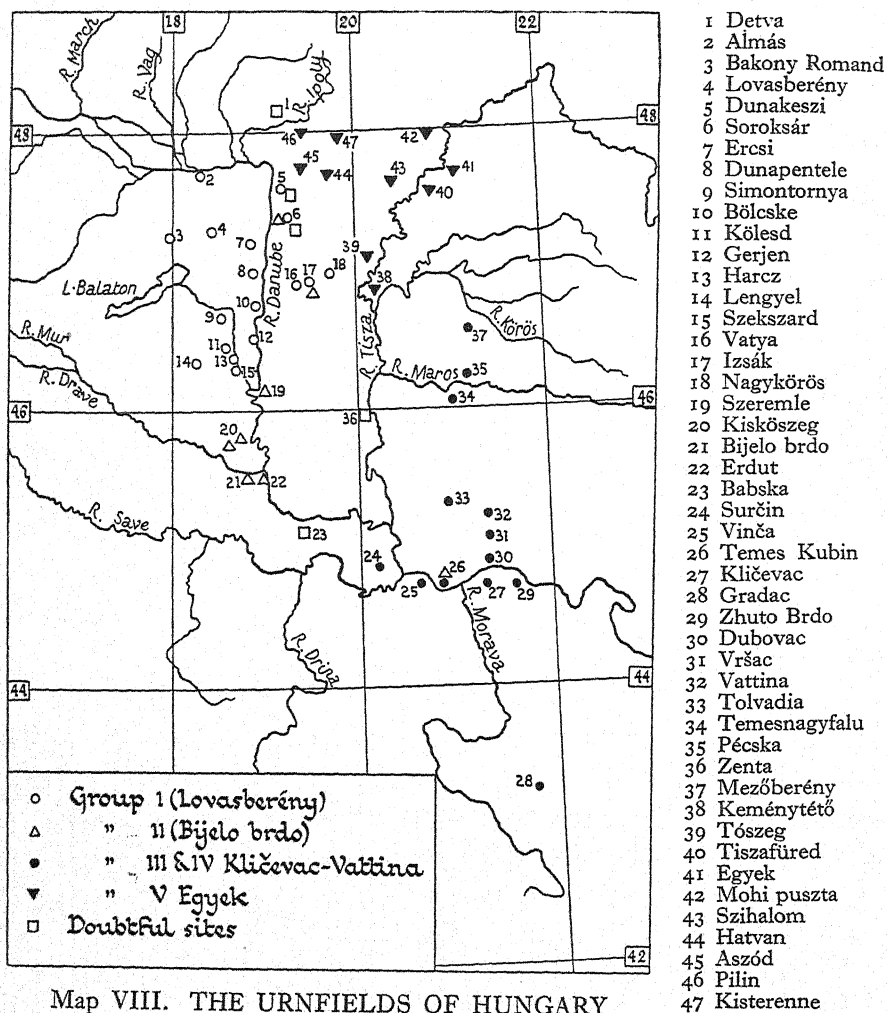 18
20
22
R. March
R. Vag
R. Ipoly
1
48
48
46
47
42
45
44
43
41
40
2
5
6
3
4
7
39
8
16
17
18
38
L. Balaton
R. Danube
10
9
R. Tisza
37
R. Körös
R. Mur
12
11
14
13
15
R. Maros
35
34
R. Drave
19
46
46
36
20
21
22
33
32
31
30
R. Save
23
24
26
25
27
29
R. Drina
R. Morava
44
44
28
Group I (Lovasberény)
" II (Bijelo brdo)
" III & IV Kličevac-Vattina
" V Egyek
Doubtful sites
42
Map VIII. THE URNFIELDS OF HUNGARY
1 Detva
2 Almás
3 Bakony Romand
4 Lovasberény
5 Dunakeszi
6 Soroksár
7 Ercsi
8 Dunapentele
9 Simontornya
10 Bölcske
11 Kölesd
12 Gerjen
13 Harcz
14 Lengyel
15 Szekszard
16 Vatya
17 Izsák
18 Nagykörös
19 Szeremle
20 Kisköszeg
21 Bijelo brdo
22 Erdut
23 Babska
24 Surčin
25 Vinča
26 Temes Kubin
27 Kličevac
28 Gradac
29 Zhuto Brdo
30 Dubovac
31 Vršac
32 Vattina
33 Tolvadia
34 Temesnagyfalu
35 Pécska
36 Zenta
37 Mezőberény
38 Keménytétő
39 Tószeg
40 Tiszafüred
41 Egyek
42 Mohi puszta
43 Szihalom
44 Hatvan
45 Aszód
46 Pilin
47 Kisterenne